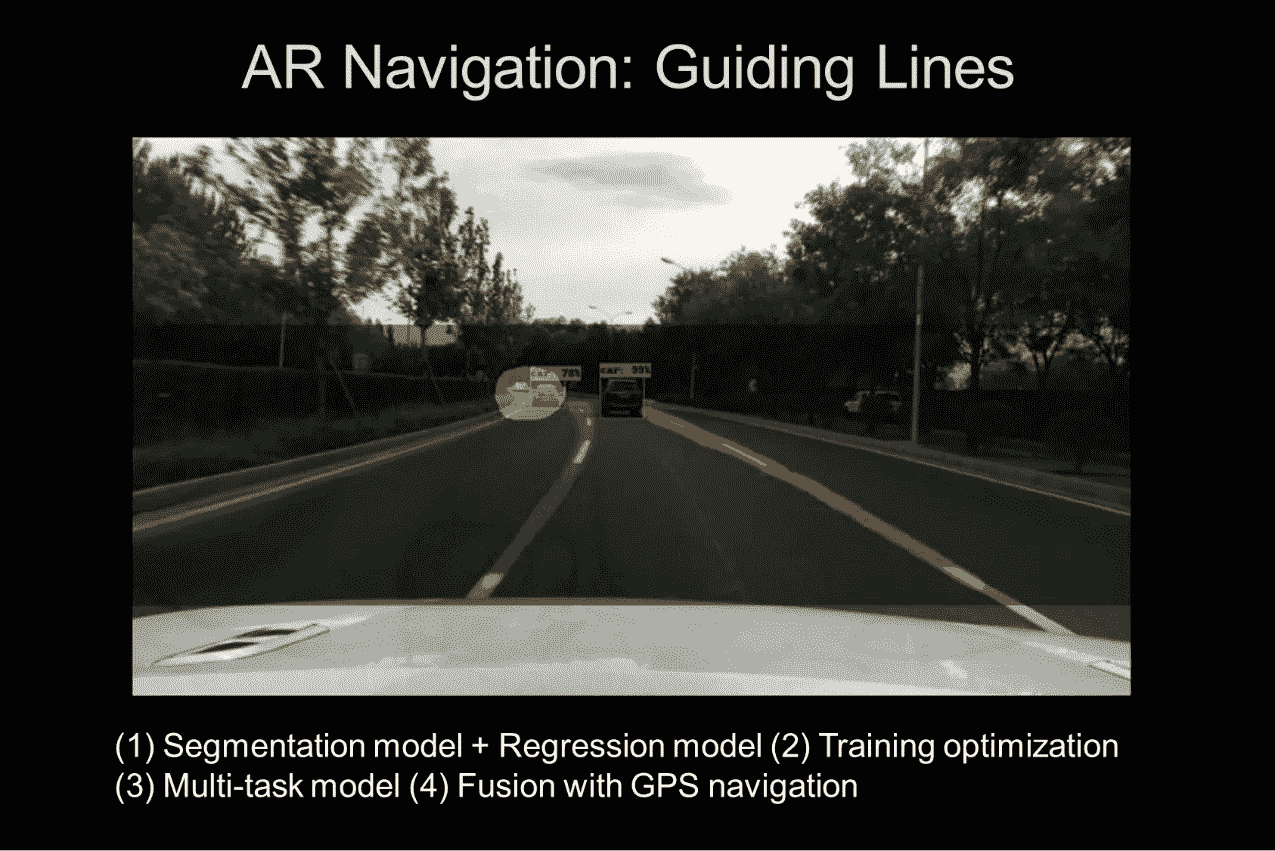 AR Navigation: Guiding Lines
car: 78%
car: 99%
(1) Segmentation model + Regression model (2) Training optimization
(3) Multi-task model (4) Fusion with GPS navigation